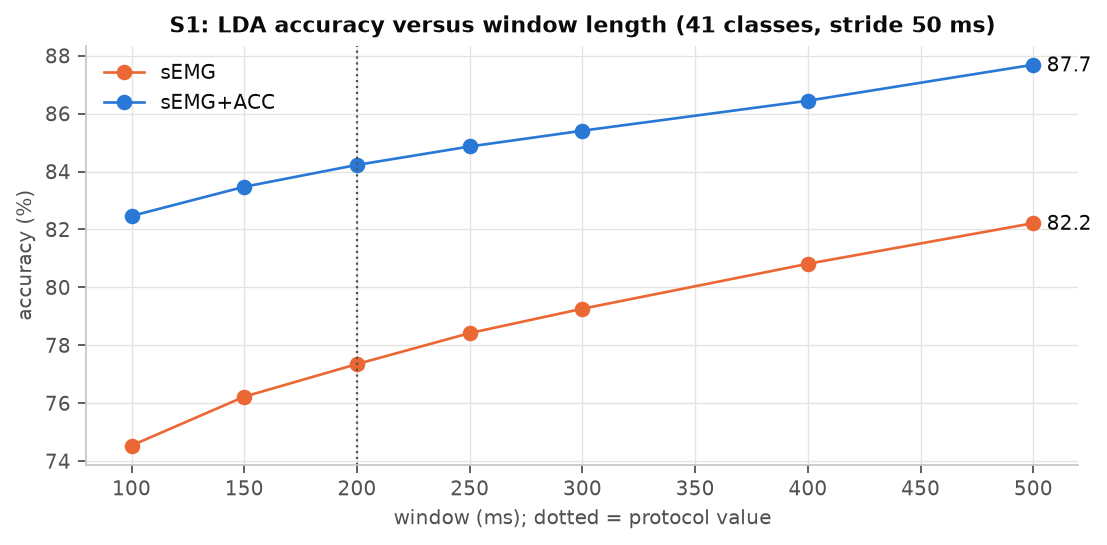 S1: LDA accuracy versus window length (41 classes, stride 50 ms)
sEMG
sEMG+ACC
accuracy (%)
88
86
84
82
80
78
76
74
87.7
82.2
100 150 200 250 300 350 400 450 500
window (ms); dotted = protocol value